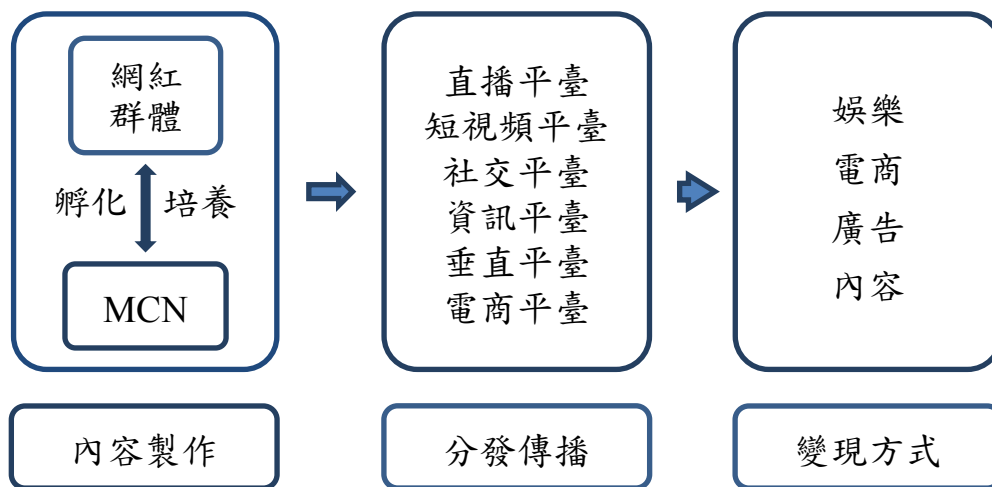 網紅
群體
孵化 培養
MCN
直播平臺
短視頻平臺
社交平臺
資訊平臺
垂直平臺
電商平臺
娛樂
電商
廣告
內容
內容製作
分發傳播
變現方式